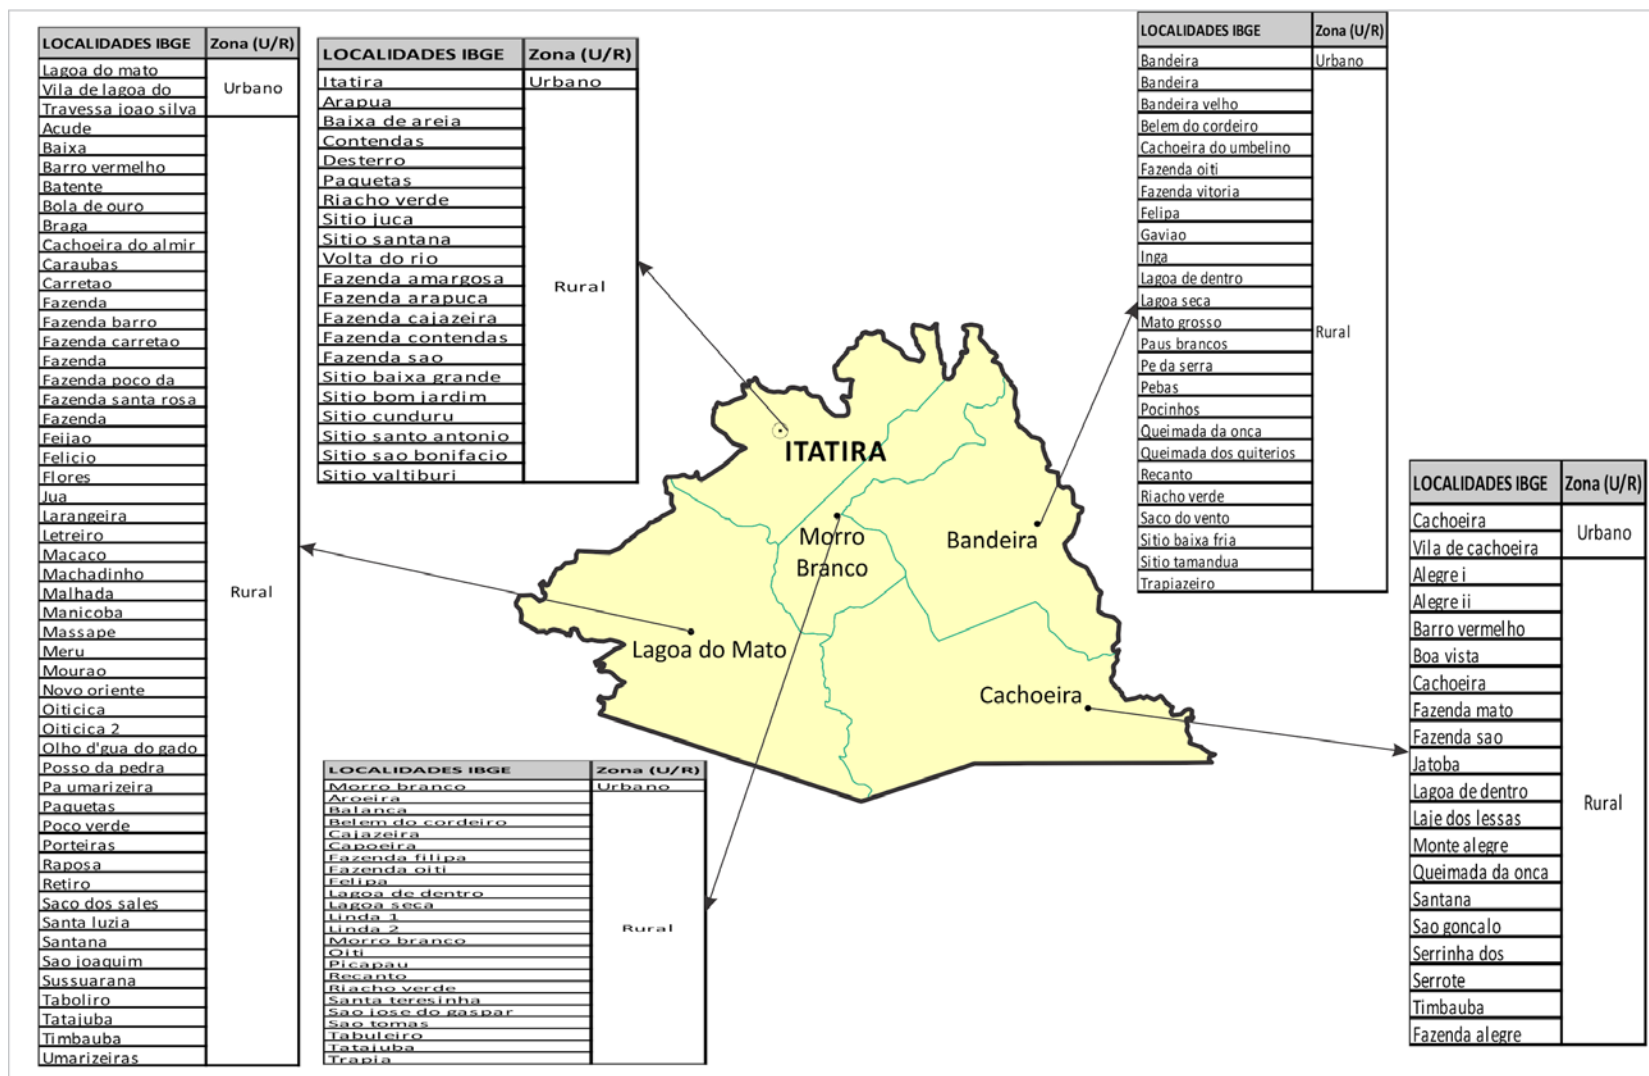 LOCALIDADES IBGE Zona (U/R)
Lagoa do mato
Vila de lagoa do
Travessa joao silva
Urbano
Acude
Baixa
Barro vermelho
Batente
Bola de ouro
Braga
Cachoeira do almir
Caraubas
Carretao
Fazenda
Fazenda barro
Fazenda carretao
Fazenda
Fazenda poco da
Fazenda santa rosa
Fazenda
Feijao
Felicio
Flores
Jua
Larangeira
Letreiro
Macaco
Machadinho
Malhada
Manicoba
Massape
Meru
Mourao
Novo oriente
Oiticica
Oiticica 2
Olho d'gua do gado
Posso da pedra
Pa umarizeira
Paquetas
Poco verde
Porteiras
Raposa
Retiro
Saco dos sales
Santa luzia
Santana
Sao joaquim
Sussuarana
Taboliro
Tatajuba
Timbauba
Umarizeiras
Rural
LOCALIDADES IBGE Zona (U/R)
Itatira Urbano
Arapua
Baixa de areia
Contendas
Desterro
Paquetas
Riacho verde
Sitio juca
Sitio santana
Volta do rio
Fazenda amargosa
Fazenda arapuca
Fazenda cajazeira
Fazenda contendas
Fazenda sao
Sitio baixa grande
Sitio bom jardim
Sitio cunduru
Sitio santo antonio
Sitio sao bonifacio
Sitio valtiburi
Rural
LOCALIDADES IBGE Zona (U/R)
Bandeira Urbano
Bandeira
Bandeira velho
Belem do cordeiro
Cachoeira do umbelino
Fazenda oiti
Fazenda vitoria
Felipa
Gaviao
Inga
Lagoa de dentro
Lagoa seca
Mato grosso
Paus brancos
Pe da serra
Pebas
Pocinhos
Queimada da onca
Queimada dos quiterios
Recanto
Riacho verde
Saco do vento
Sitio baixa fria
Sitio tamandua
Trapiazeiro
Rural
ITATIRA
Morro
Branco
Bandeira
Lagoa do Mato
Cachoeira
LOCALIDADES IBGE Zona (U/R)
Morro branco Urbano
Aroeira
Balanca
Belem do cordeiro
Cajazeira
Capoeira
Fazenda filipa
Fazenda oiti
Felipa
Lagoa de dentro
Lagoa seca
Linda 1
Linda 2
Morro branco
Oiti
Picapau
Recanto
Riacho verde
Santa teresinha
Sao jose do gaspar
Sao tomas
Tabuleiro
Tatajuba
Trapia
Rural
LOCALIDADES IBGE Zona (U/R)
Cachoeira
Vila de cachoeira
Urbano
Alegre i
Alegre ii
Barro vermelho
Boa vista
Cachoeira
Fazenda mato
Fazenda sao
Jatoba
Lagoa de dentro
Laje dos lessas
Monte alegre
Queimada da onca
Santana
Sao goncalo
Serrinha dos
Serrote
Timbauba
Fazenda alegre
Rural